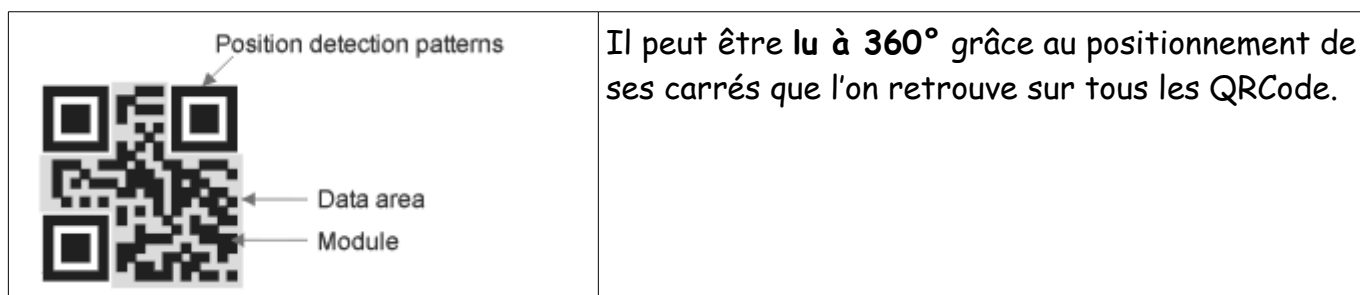 Position detection patterns
Data area
Module
Il peut être lu à 360° grâce au positionnement de
ses carrés que l'on retrouve sur tous les QRCode.